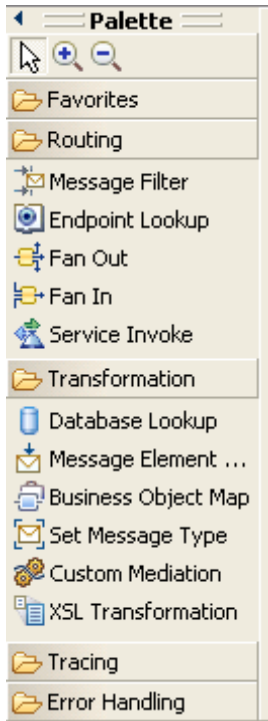 Palette
Favorites
Routing
Message Filter
Endpoint Lookup
Fan Out
Fan In
Service Invoke
Transformation
Database Lookup
Message Element ...
Business Object Map
Set Message Type
Custom Mediation
XSL Transformation
Tracing
Error Handling